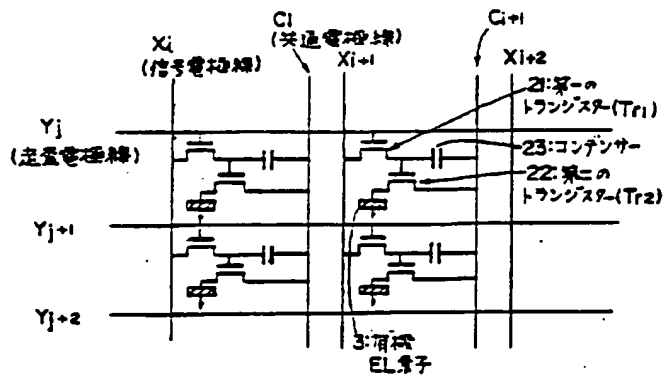 Xi
(信号電極線)
Ci
(共通電極線)
Xi+1
Ci+1
Xi+2
21:第一の
トランジスター(Tr1)
23:コンデンサー
22:第二の
トランジスター(Tr2)
Yj
(走査電極線)
Yj+1
Yj+2
3:有機
EL素子